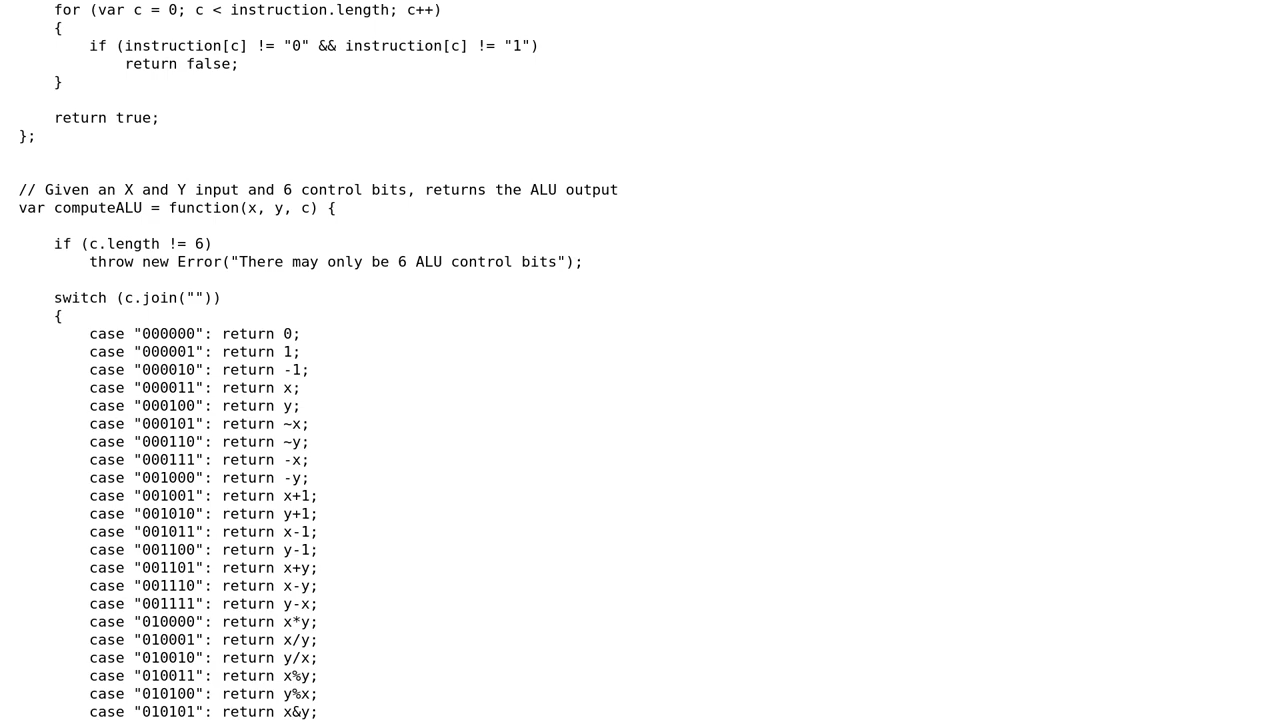 for (var c = 0; c < instruction.length; c++)
{
if (instruction[c] != "0" && instruction[c] != "1")
return false;
}
return true;
};
// Given an X and Y input and 6 control bits, returns the ALU output
var computeALU = function(x, y, c) {
if (c.length != 6)
throw new Error("There may only be 6 ALU control bits");
switch (c.join(""))
{
case "000000": return 0;
case "000001": return 1;
case "000010": return -1;
case "000011": return x;
case "000100": return y;
case "000101": return ~x;
case "000110": return ~y;
case "000111": return -x;
case "001000": return -y;
case "001001": return x+1;
case "001010": return y+1;
case "001011": return x-1;
case "001100": return y-1;
case "001101": return x+y;
case "001110": return x-y;
case "001111": return y-x;
case "010000": return x*y;
case "010001": return x/y;
case "010010": return y/x;
case "010011": return x%y;
case "010100": return y%x;
case "010101": return x&y;